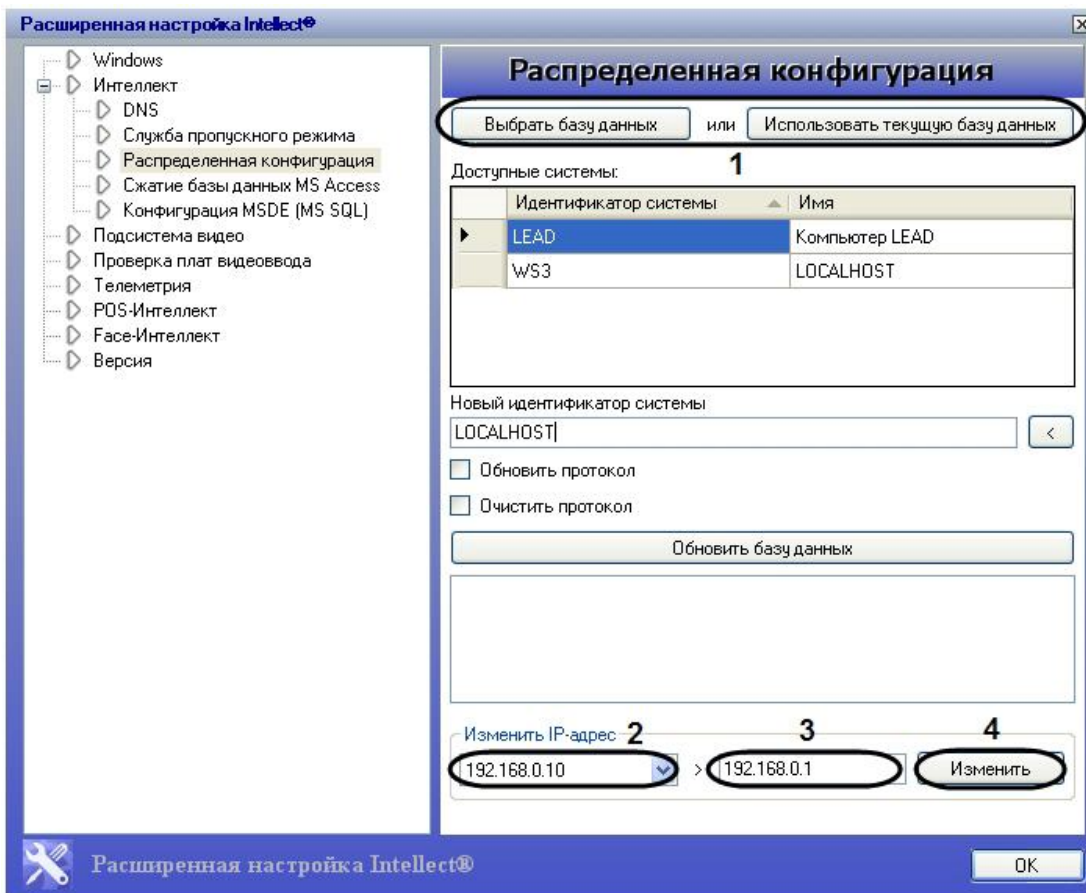 Расширенная настройка Intellect®
Windows
Интеллект
DNS
Служба пропускного режима
Распределенная конфигурация
Сжатие базы данных MS Access
Конфигурация MSDE (MS SQL)
Подсистема видео
Проверка плат видеоввода
Телеметрия
POS-Интеллект
Face-Интеллект
Версия
Распределенная конфигурация
Выбрать базу данных или Использовать текущую базу данных
1
Доступные системы:
Идентификатор системы Имя
LEAD Компьютер LEAD
WS3 LOCALHOST
Новый идентификатор системы
LOCALHOST <
Обновить протокол
Очистить протокол
Обновить базу данных
Изменить IP-адрес 2 3 4
192.168.0.10 > 192.168.0.1 Изменить
Расширенная настройка Intellect®
OK